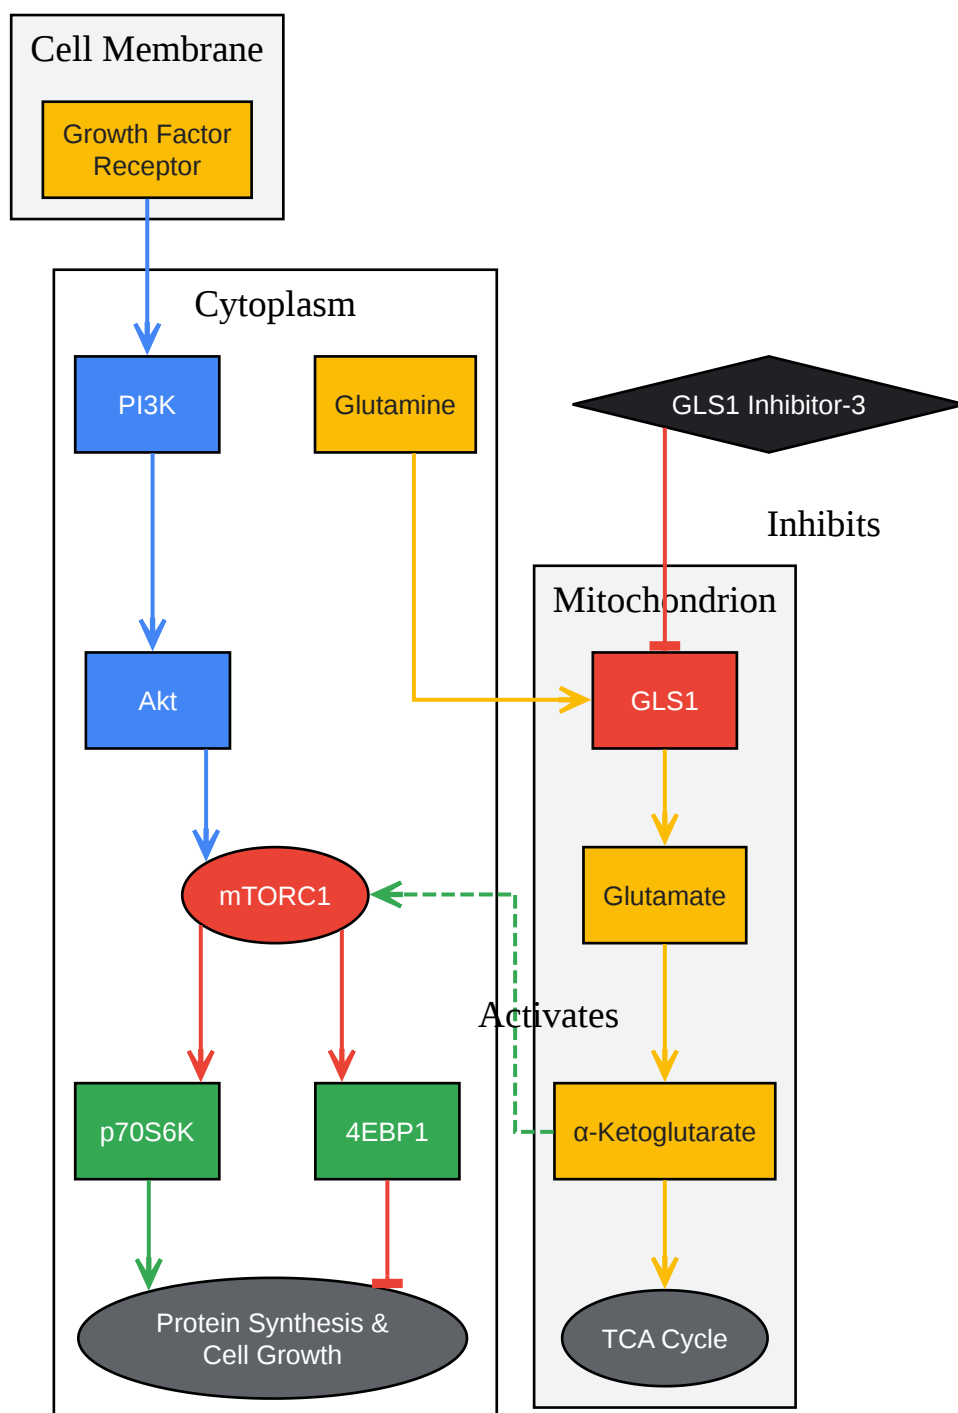 Cell Membrane
Growth Factor
Receptor
Cytoplasm
PI3K
Glutamine
GLS1 Inhibitor-3
Inhibits
Mitochondrion
Akt
GLS1
mTORC1
Glutamate
Activates
p70S6K
4EBP1
α-Ketoglutarate
Protein Synthesis &
Cell Growth
TCA Cycle